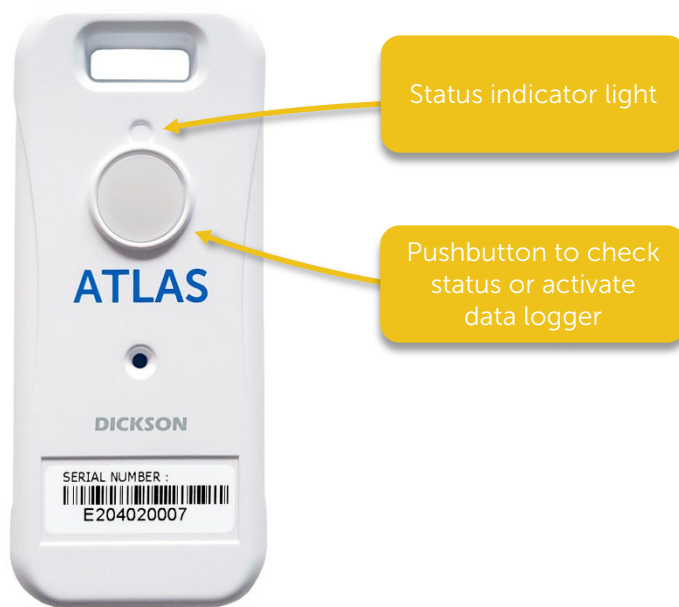 Status indicator light
Pushbutton to check
status or activate
data logger
ATLAS
DICKSON
SERIAL NUMBER :
E204020007